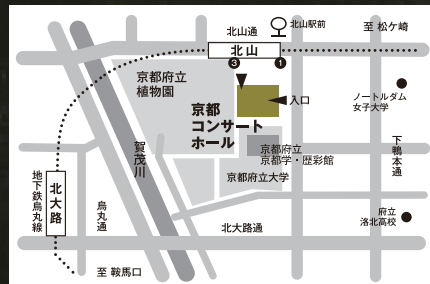 北山通
北山駅前
至 松ケ崎
北山
3
1
京都府立
植物園
入口
ノートルダム
女子大学
京都
コンサート
ホール
賀茂川
京都府立
京都学・歴彩館
下鴨本通
京都府立大学
地下鉄烏丸線
北大路
烏丸通
北大路通
府立
洛北高校
至 鞍馬口